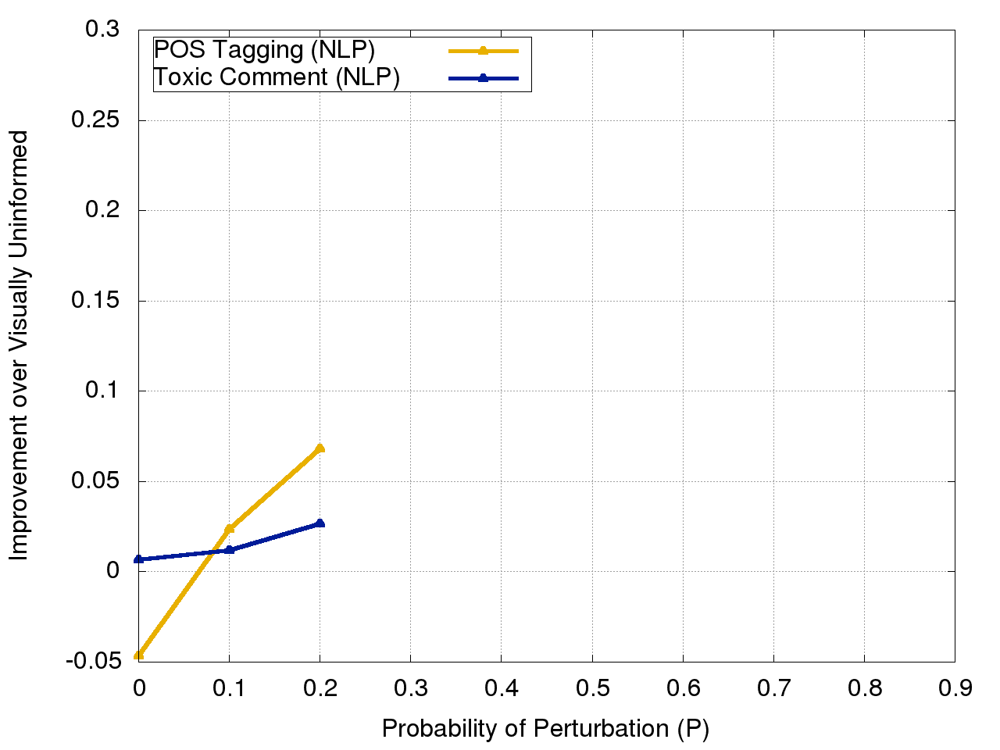 0.3
POS Tagging (NLP)
Toxic Comment (NLP)
0.25
0.2
0.15
0.1
0.05
0
-0.05
Improvement over Visually Uninformed
0 0.1 0.2 0.3 0.4 0.5 0.6 0.7 0.8 0.9
Probability of Perturbation (P)